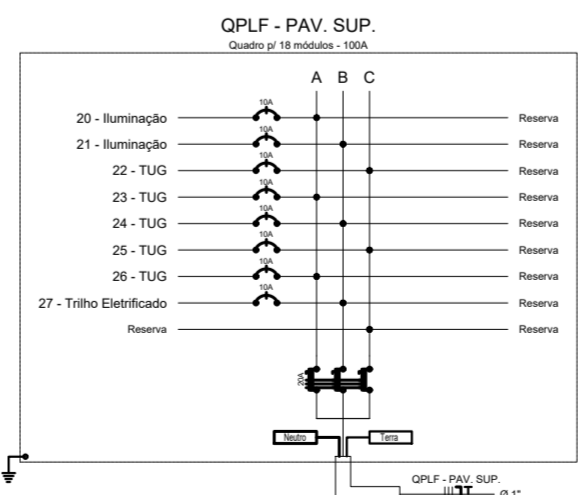 QPLF - PAV. SUP.
Quadro p/ 18 módulos - 100A
A B C
10A
20 - Iluminação Reserva
10A
21 - Iluminação Reserva
10A
22 - TUG Reserva
10A
23 - TUG Reserva
10A
24 - TUG Reserva
10A
25 - TUG Reserva
10A
26 - TUG Reserva
10A
27 - Trilho Eletrificado Reserva
Reserva Reserva
20A
Neutro Terra
QPLF - PAV. SUP.
Ø 1"